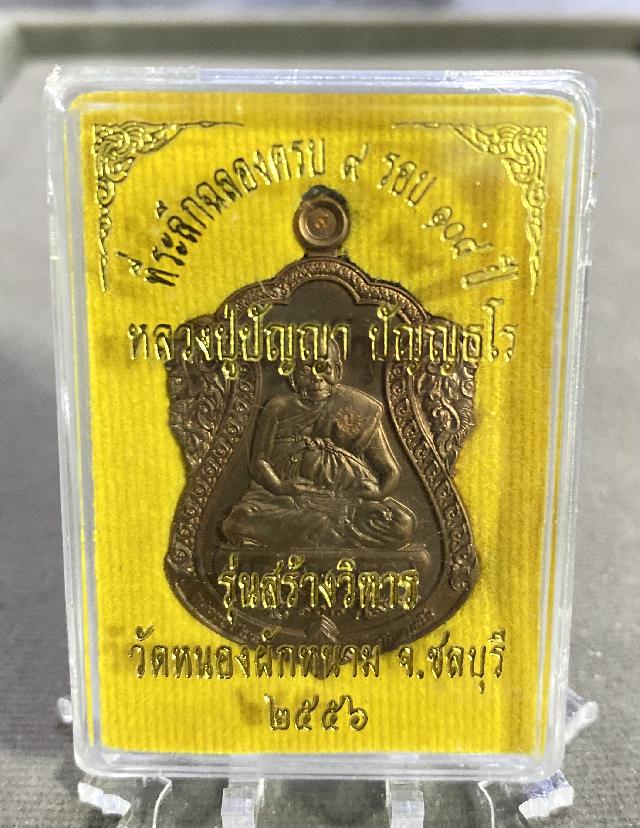 ที่ระลึกฉลองครบ ๙ รอบ ๑๐๘ ปี
หลวงปู่ปัญญา ปัญญธโร
รุ่นสร้างวิหาร
วัดหนองผักหนาม จ.ชลบุรี
๒๕๕๖